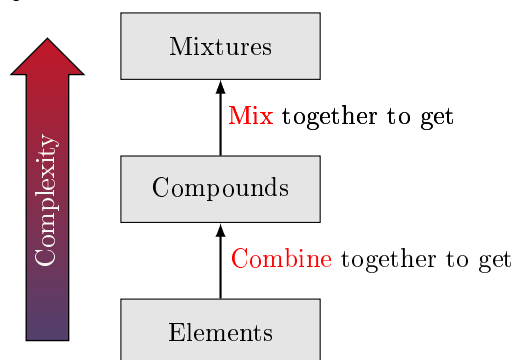 Mixtures
Mix together to get
Compounds
Complexity
Combine together to get
Elements